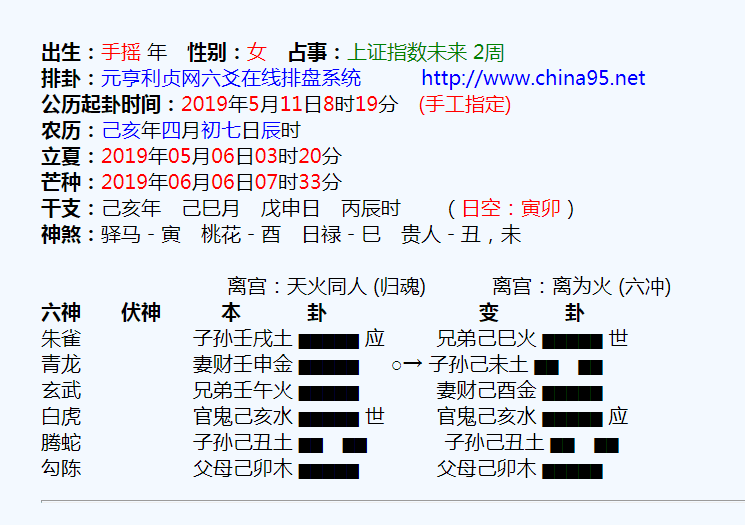 出生：手摇 年 性别：女 占事：上证指数未来 2周
排卦：元亨利贞网六爻在线排盘系统 http://www.china95.net
公历起卦时间：2019年5月11日8时19分 (手工指定)
农历：己亥年四月初七日辰时
立夏：2019年05月06日03时20分
芒种：2019年06月06日07时33分
干支：己亥年 己巳月 戊申日 丙辰时 （日空：寅卯）
神煞：驿马－寅 桃花－酉 日禄－巳 贵人－丑，未
离宫：天火同人 (归魂) 离宫：离为火 (六冲)
六神 伏神 本 卦 变 卦
朱雀 子孙壬戌土 应 兄弟己巳火 世
青龙 妻财壬申金 ○→ 子孙己未土
玄武 兄弟壬午火 妻财己酉金
白虎 官鬼己亥水 世 官鬼己亥水 应
腾蛇 子孙己丑土 子孙己丑土
勾陈 父母己卯木 父母己卯木